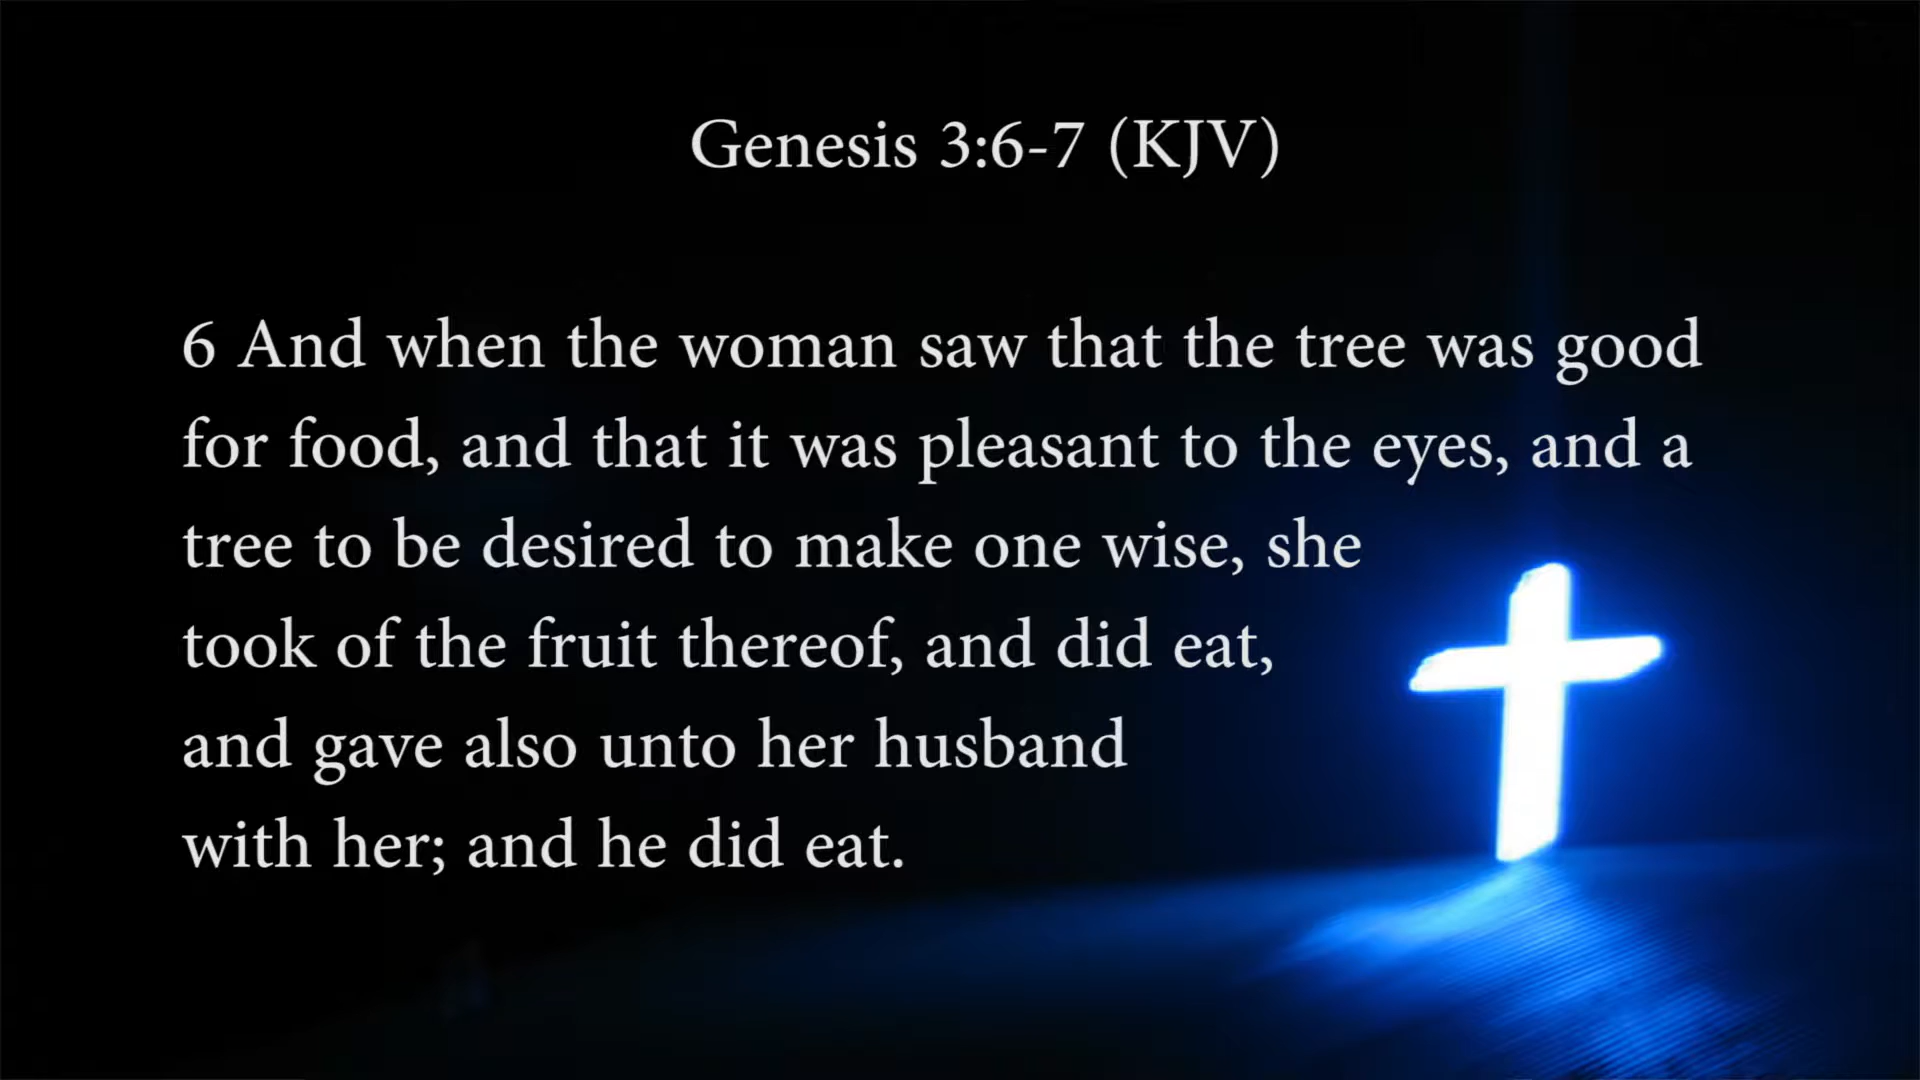 Genesis 3:6-7 (KJV)
6 And when the woman saw that the tree was good
for food, and that it was pleasant to the eyes, and a
tree to be desired to make one wise, she
took of the fruit thereof, and did eat,
and gave also unto her husband
with her; and he did eat.